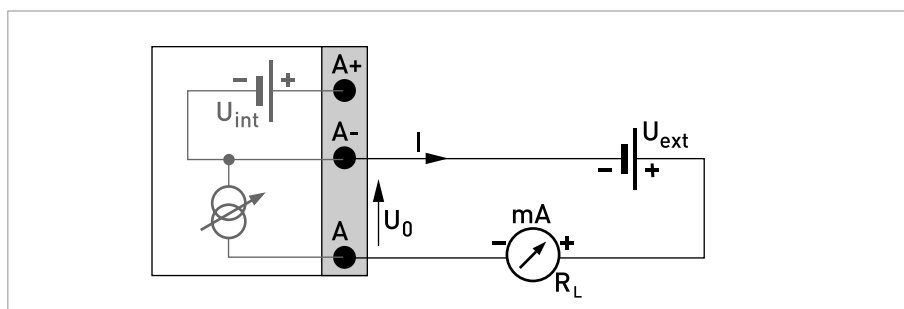 A+
- +
U_int
A-
I
U_ext
- +
U_0
mA
A
- +
R_L